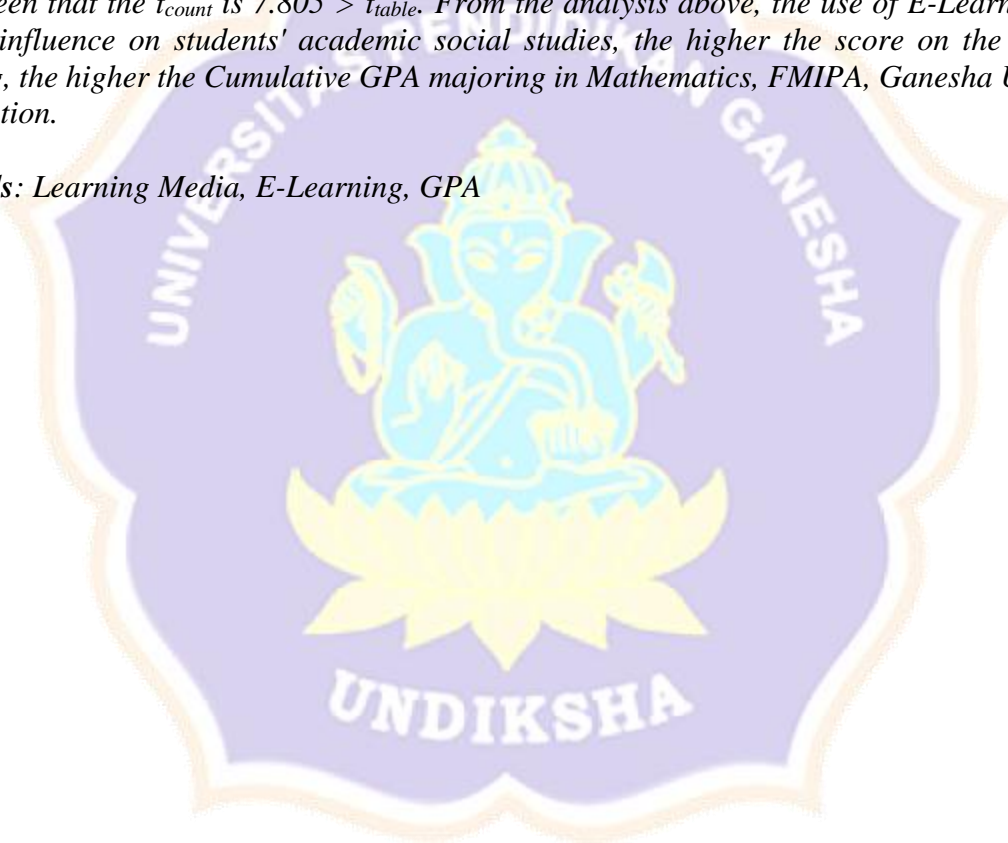 een that the tcount is 7.805 > ttable. From the analysis above, the use of E-Learn
influence on students' academic social studies, the higher the score on the
, the higher the Cumulative GPA majoring in Mathematics, FMIPA, Ganesha U
tion.
s: Learning Media, E-Learning, GPA
UNIVERSITAS PENDIDIKAN GANESHA
UNDIKSHA